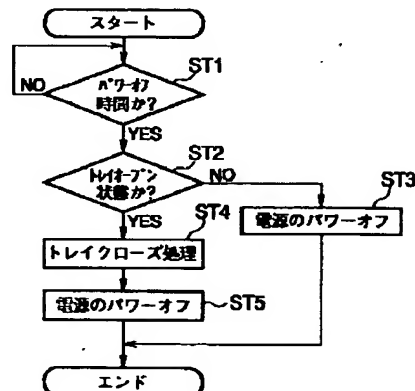 スタート
ST1
パワーオフ
時間か?
NO
YES
ST2
トレイオープン
状態か?
NO
YES
ST3
電源のパワーオフ
ST4
トレイクローズ処理
電源のパワーオフ
ST5
エンド